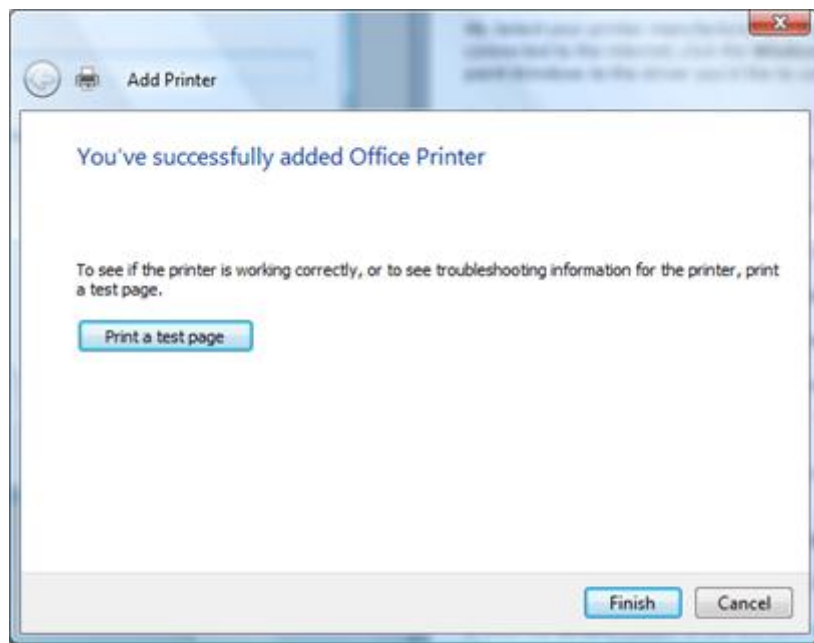 Add Printer
You've successfully added Office Printer
To see if the printer is working correctly, or to see troubleshooting information for the printer, print
a test page.
Print a test page
Finish
Cancel